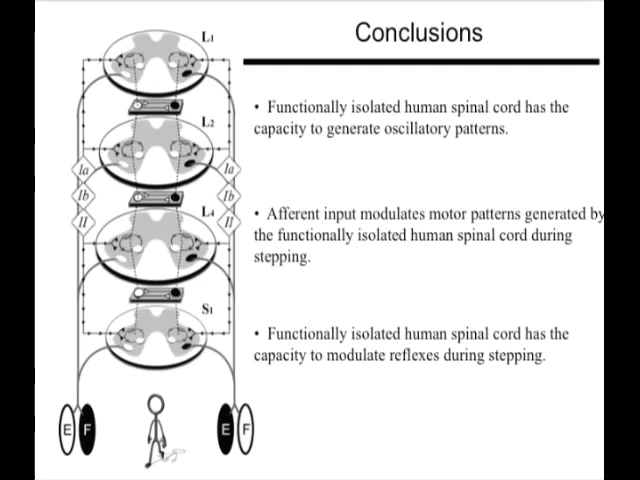 Conclusions
L1
• Functionally isolated human spinal cord has the
capacity to generate oscillatory patterns.
L2
Ia Ia
Ib Ib
II II
L4
• Afferent input modulates motor patterns generated by
the functionally isolated human spinal cord during
stepping.
S1
• Functionally isolated human spinal cord has the
capacity to modulate reflexes during stepping.
E F E F